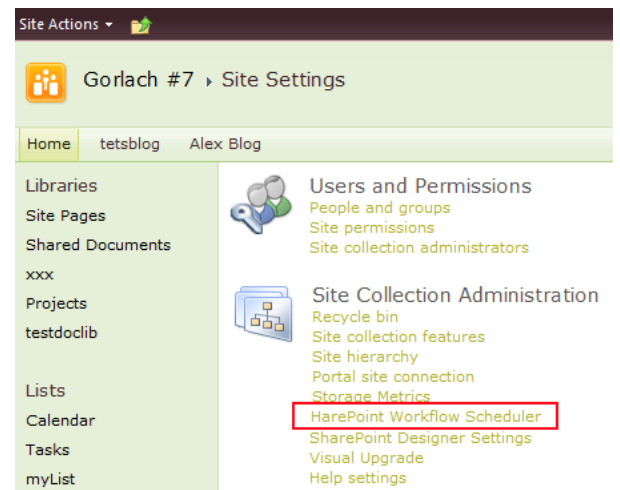 Site Actions
Gorlach #7 ▸ Site Settings
Home tetsblog Alex Blog
Libraries
Site Pages
Shared Documents
xxx
Projects
testdoclib
Lists
Calendar
Tasks
myList
Users and Permissions
People and groups
Site permissions
Site collection administrators
Site Collection Administration
Recycle bin
Site collection features
Site hierarchy
Portal site connection
Storage Metrics
HarePoint Workflow Scheduler
SharePoint Designer Settings
Visual Upgrade
Help settings